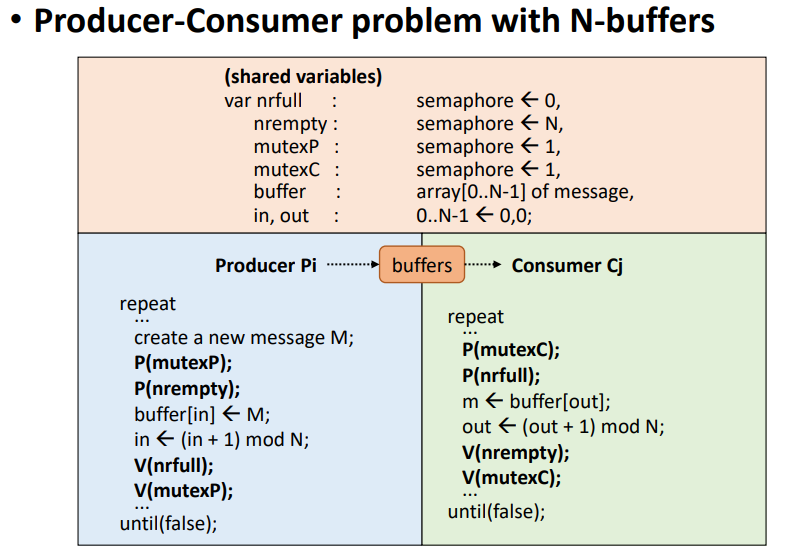 • Producer-Consumer problem with N-buffers
(shared variables)
var nrfull : semaphore ← 0,
nrempty : semaphore ← N,
mutexP : semaphore ← 1,
mutexC : semaphore ← 1,
buffer : array[0..N-1] of message,
in, out : 0..N-1 ← 0,0;
Producer Pi
buffers
Consumer Cj
repeat
...
create a new message M;
P(mutexP);
P(nrempty);
buffer[in] ← M;
in ← (in + 1) mod N;
V(nrfull);
V(mutexP);
...
until(false);
repeat
...
P(mutexC);
P(nrfull);
m ← buffer[out];
out ← (out + 1) mod N;
V(nrempty);
V(mutexC);
...
until(false);